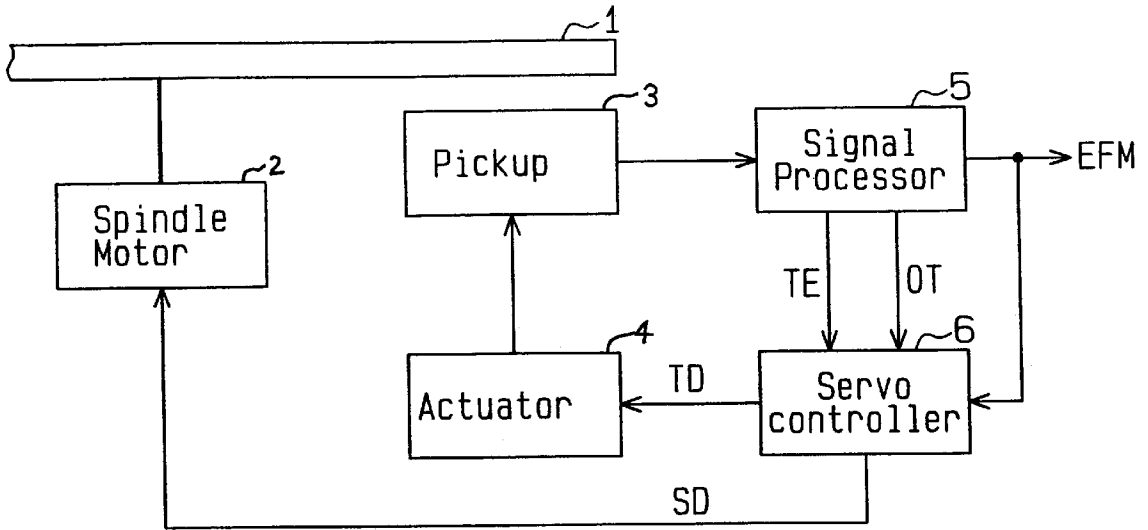 1
3
5
Pickup
Signal
Processor
EFM
2
Spindle
Motor
TE
OT
4
6
Actuator
TD
Servo
controller
SD